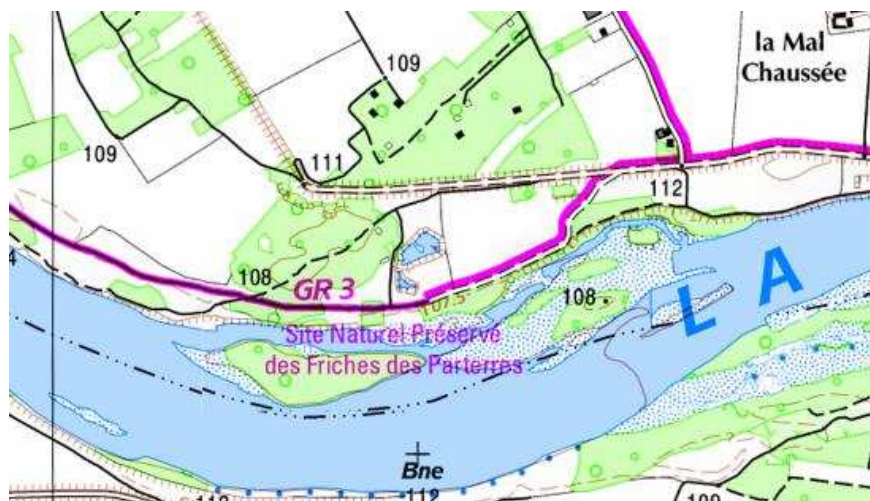 la Mal
Chaussée
109
109
111
112
108
GR 3
107.5
108
L A
Site Naturel Préservé
des Friches des Parterres
Bne
112